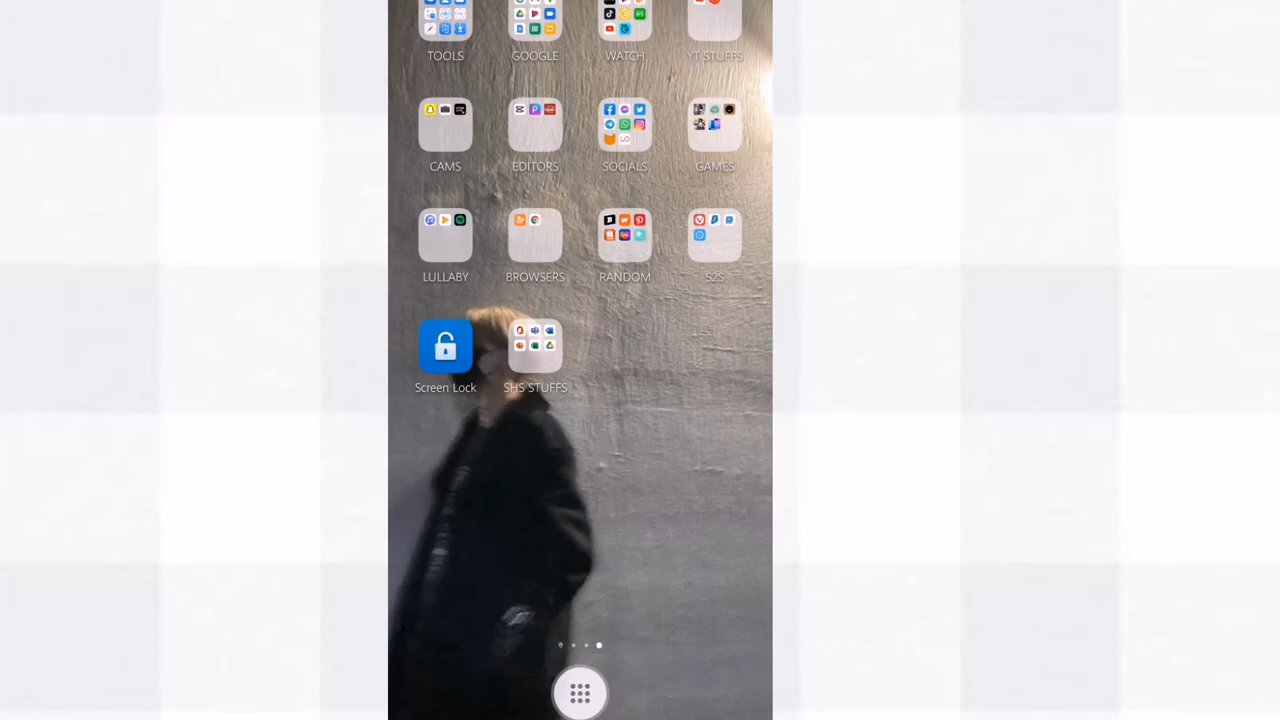 TOOLS GOOGLE WATCH YT STUFFS
CAMS EDITORS SOCIALS GAMES
LULLABY BROWSERS RANDOM S2S
Screen Lock SHS STUFFS